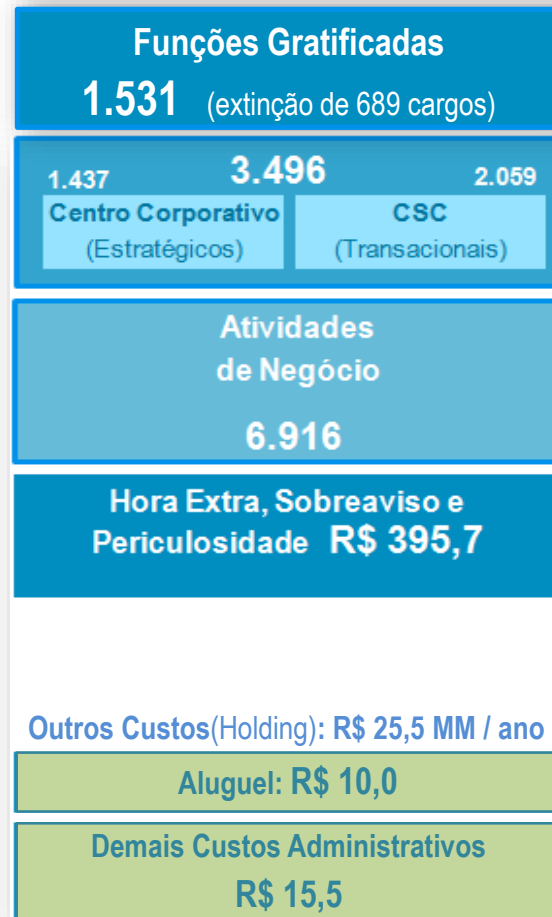 Funções Gratificadas
1.531 (extinção de 689 cargos)
1.437 3.496 2.059
Centro Corporativo CSC
(Estratégicos) (Transacionais)
Atividades
de Negócio
6.916
Hora Extra, Sobreaviso e
Periculosidade R$ 395,7
Outros Custos(Holding): R$ 25,5 MM / ano
Aluguel: R$ 10,0
Demais Custos Administrativos
R$ 15,5